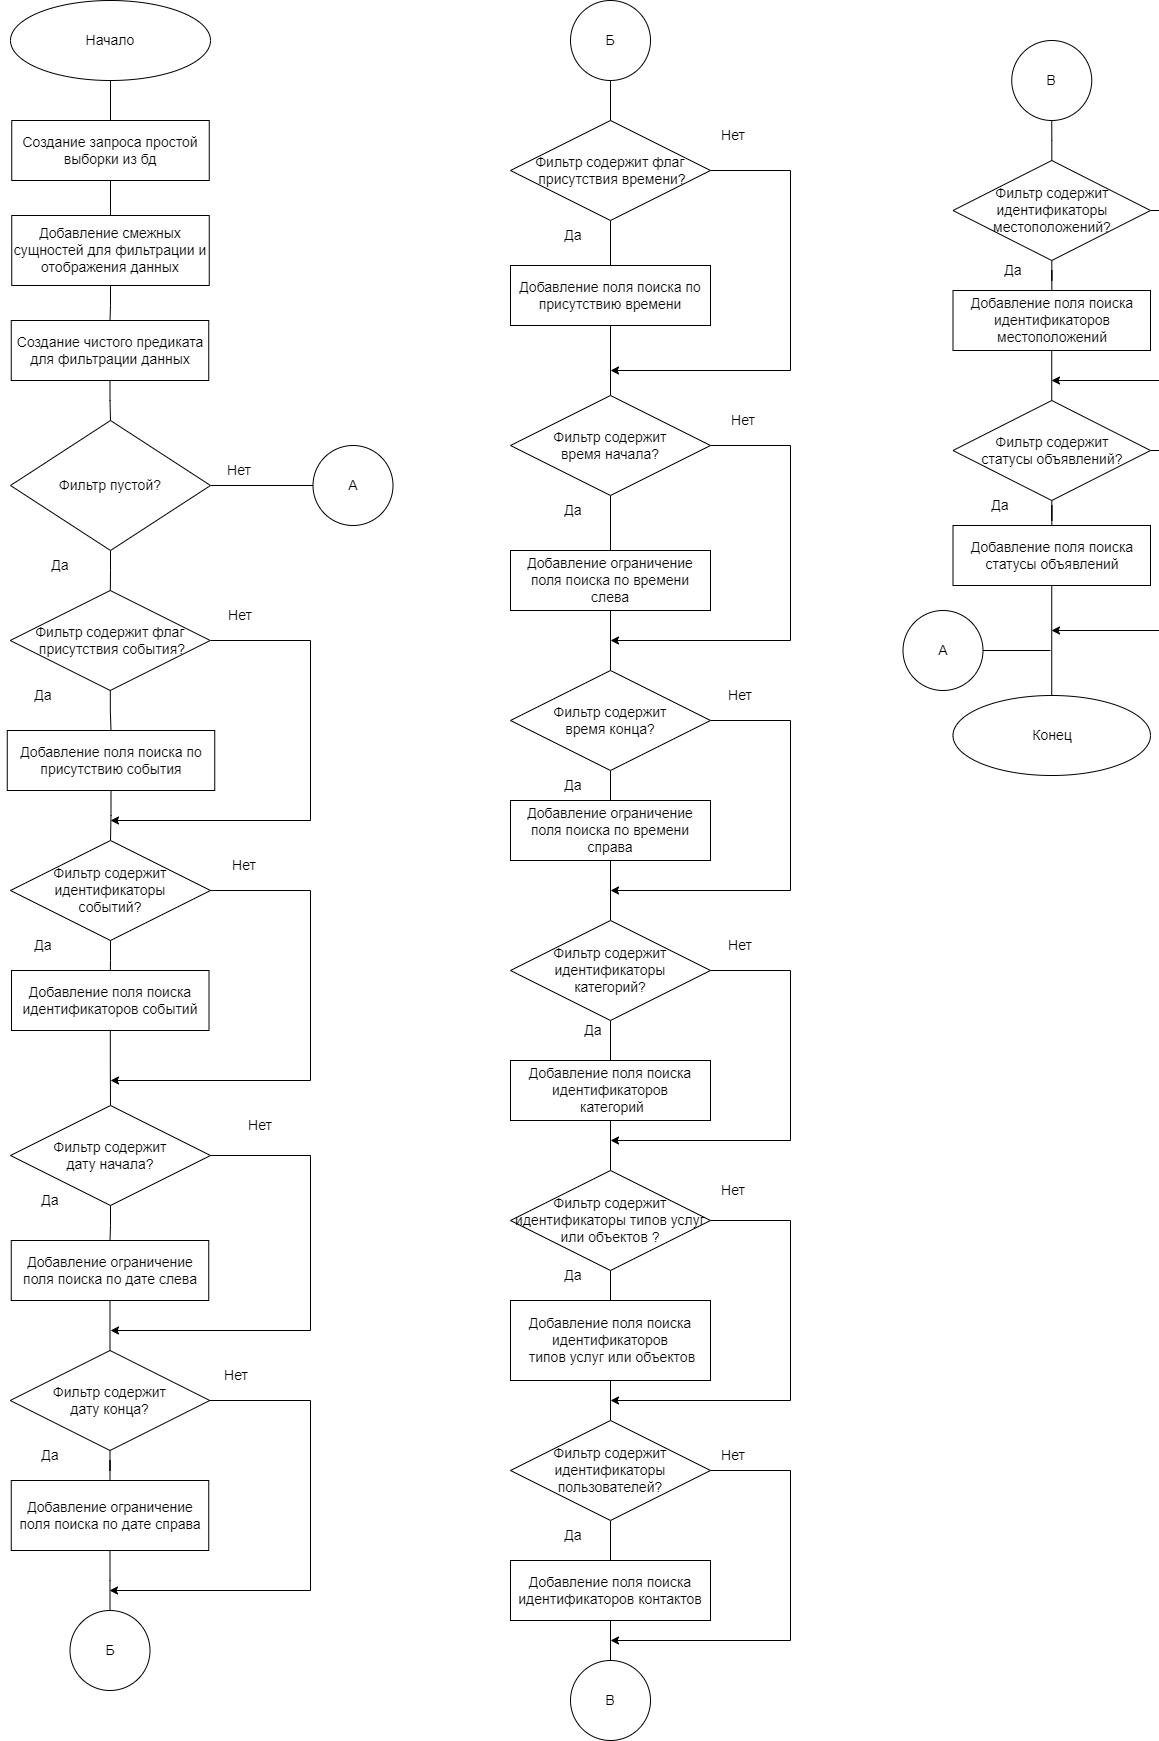 Начало
Создание запроса простой
выборки из бд
Добавление смежных
сущностей для фильтрации и
отображения данных
Создание чистого предиката
для фильтрации данных
Фильтр пустой?
Нет
А
Да
Фильтр содержит флаг
присутствия события?
Нет
Да
Добавление поля поиска по
присутствию события
Фильтр содержит
идентификаторы
событий?
Нет
Да
Добавление поля поиска
идентификаторов событий
Фильтр содержит
дату начала?
Нет
Да
Добавление ограничение
поля поиска по дате слева
Фильтр содержит
дату конца?
Нет
Да
Добавление ограничение
поля поиска по дате справа
Б
Б
Фильтр содержит флаг
присутствия времени?
Нет
Да
Добавление поля поиска по
присутствию времени
Фильтр содержит
время начала?
Нет
Да
Добавление ограничение
поля поиска по времени
слева
Фильтр содержит
время конца?
Нет
Да
Добавление ограничение
поля поиска по времени
справа
Фильтр содержит
идентификаторы
категорий?
Нет
Да
Добавление поля поиска
идентификаторов
категорий
Фильтр содержит
идентификаторы типов услуг
или объектов ?
Нет
Да
Добавление поля поиска
идентификаторов
типов услуг или объектов
Фильтр содержит
идентификаторы
пользователей?
Нет
Да
Добавление поля поиска
идентификаторов контактов
В
В
Фильтр содержит
идентификаторы
местоположений?
Да
Добавление поля поиска
идентификаторов
местоположений
Фильтр содержит
статусы объявлений?
Да
Добавление поля поиска
статусы объявлений
А
Конец